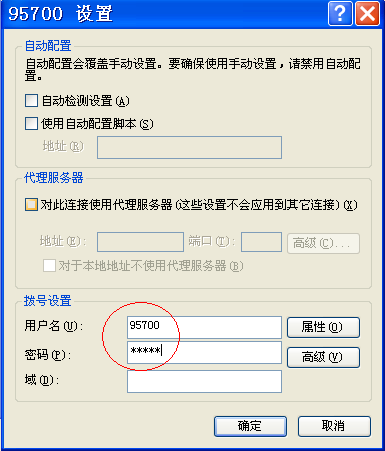 95700 设置
自动配置
自动配置会覆盖手动设置。要确保使用手动设置,请禁用自动配
置。
自动检测设置(A)
使用自动配置脚本(S)
地址(R)
代理服务器
对此连接使用代理服务器(这些设置不会应用到其它连接)(X)
地址(E): 端口(T): 高级(C)...
对于本地地址不使用代理服务器(B)
拨号设置
用户名(U): 95700 属性(O)
密码(P): ***** 高级(V)
域(D):
确定 取消